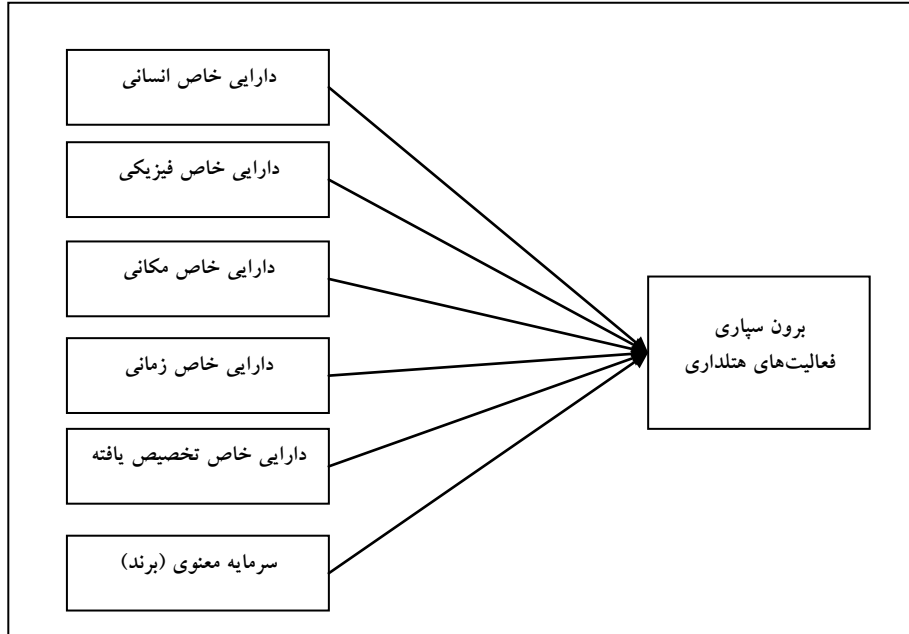 دارایی خاص انسانی
دارایی خاص فیزیکی
دارایی خاص مکانی
دارایی خاص زمانی
دارایی خاص تخصیص یافته
سرمایه معنوی (برند)
برون سپاری
فعالیت‌های هتلداری